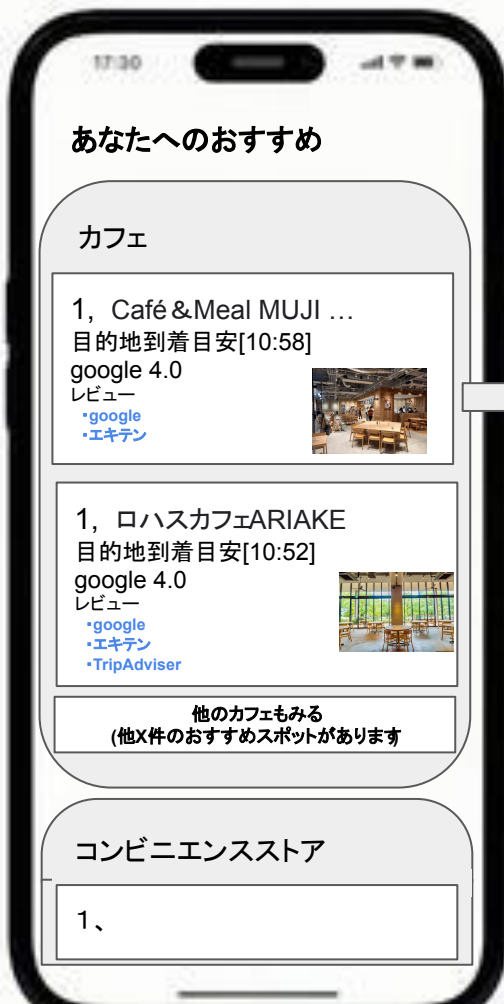 17:30
あなたへのおすすめ
カフェ
1, Café＆Meal MUJI …
目的地到着目安[10:58]
google 4.0
レビュー
・google
・エキテン
1, ロハスカフェARIAKE
目的地到着目安[10:52]
google 4.0
レビュー
・google
・エキテン
・TripAdviser
他のカフェもみる
(他X件のおすすめスポットがあります
コンビニエンスストア
１、